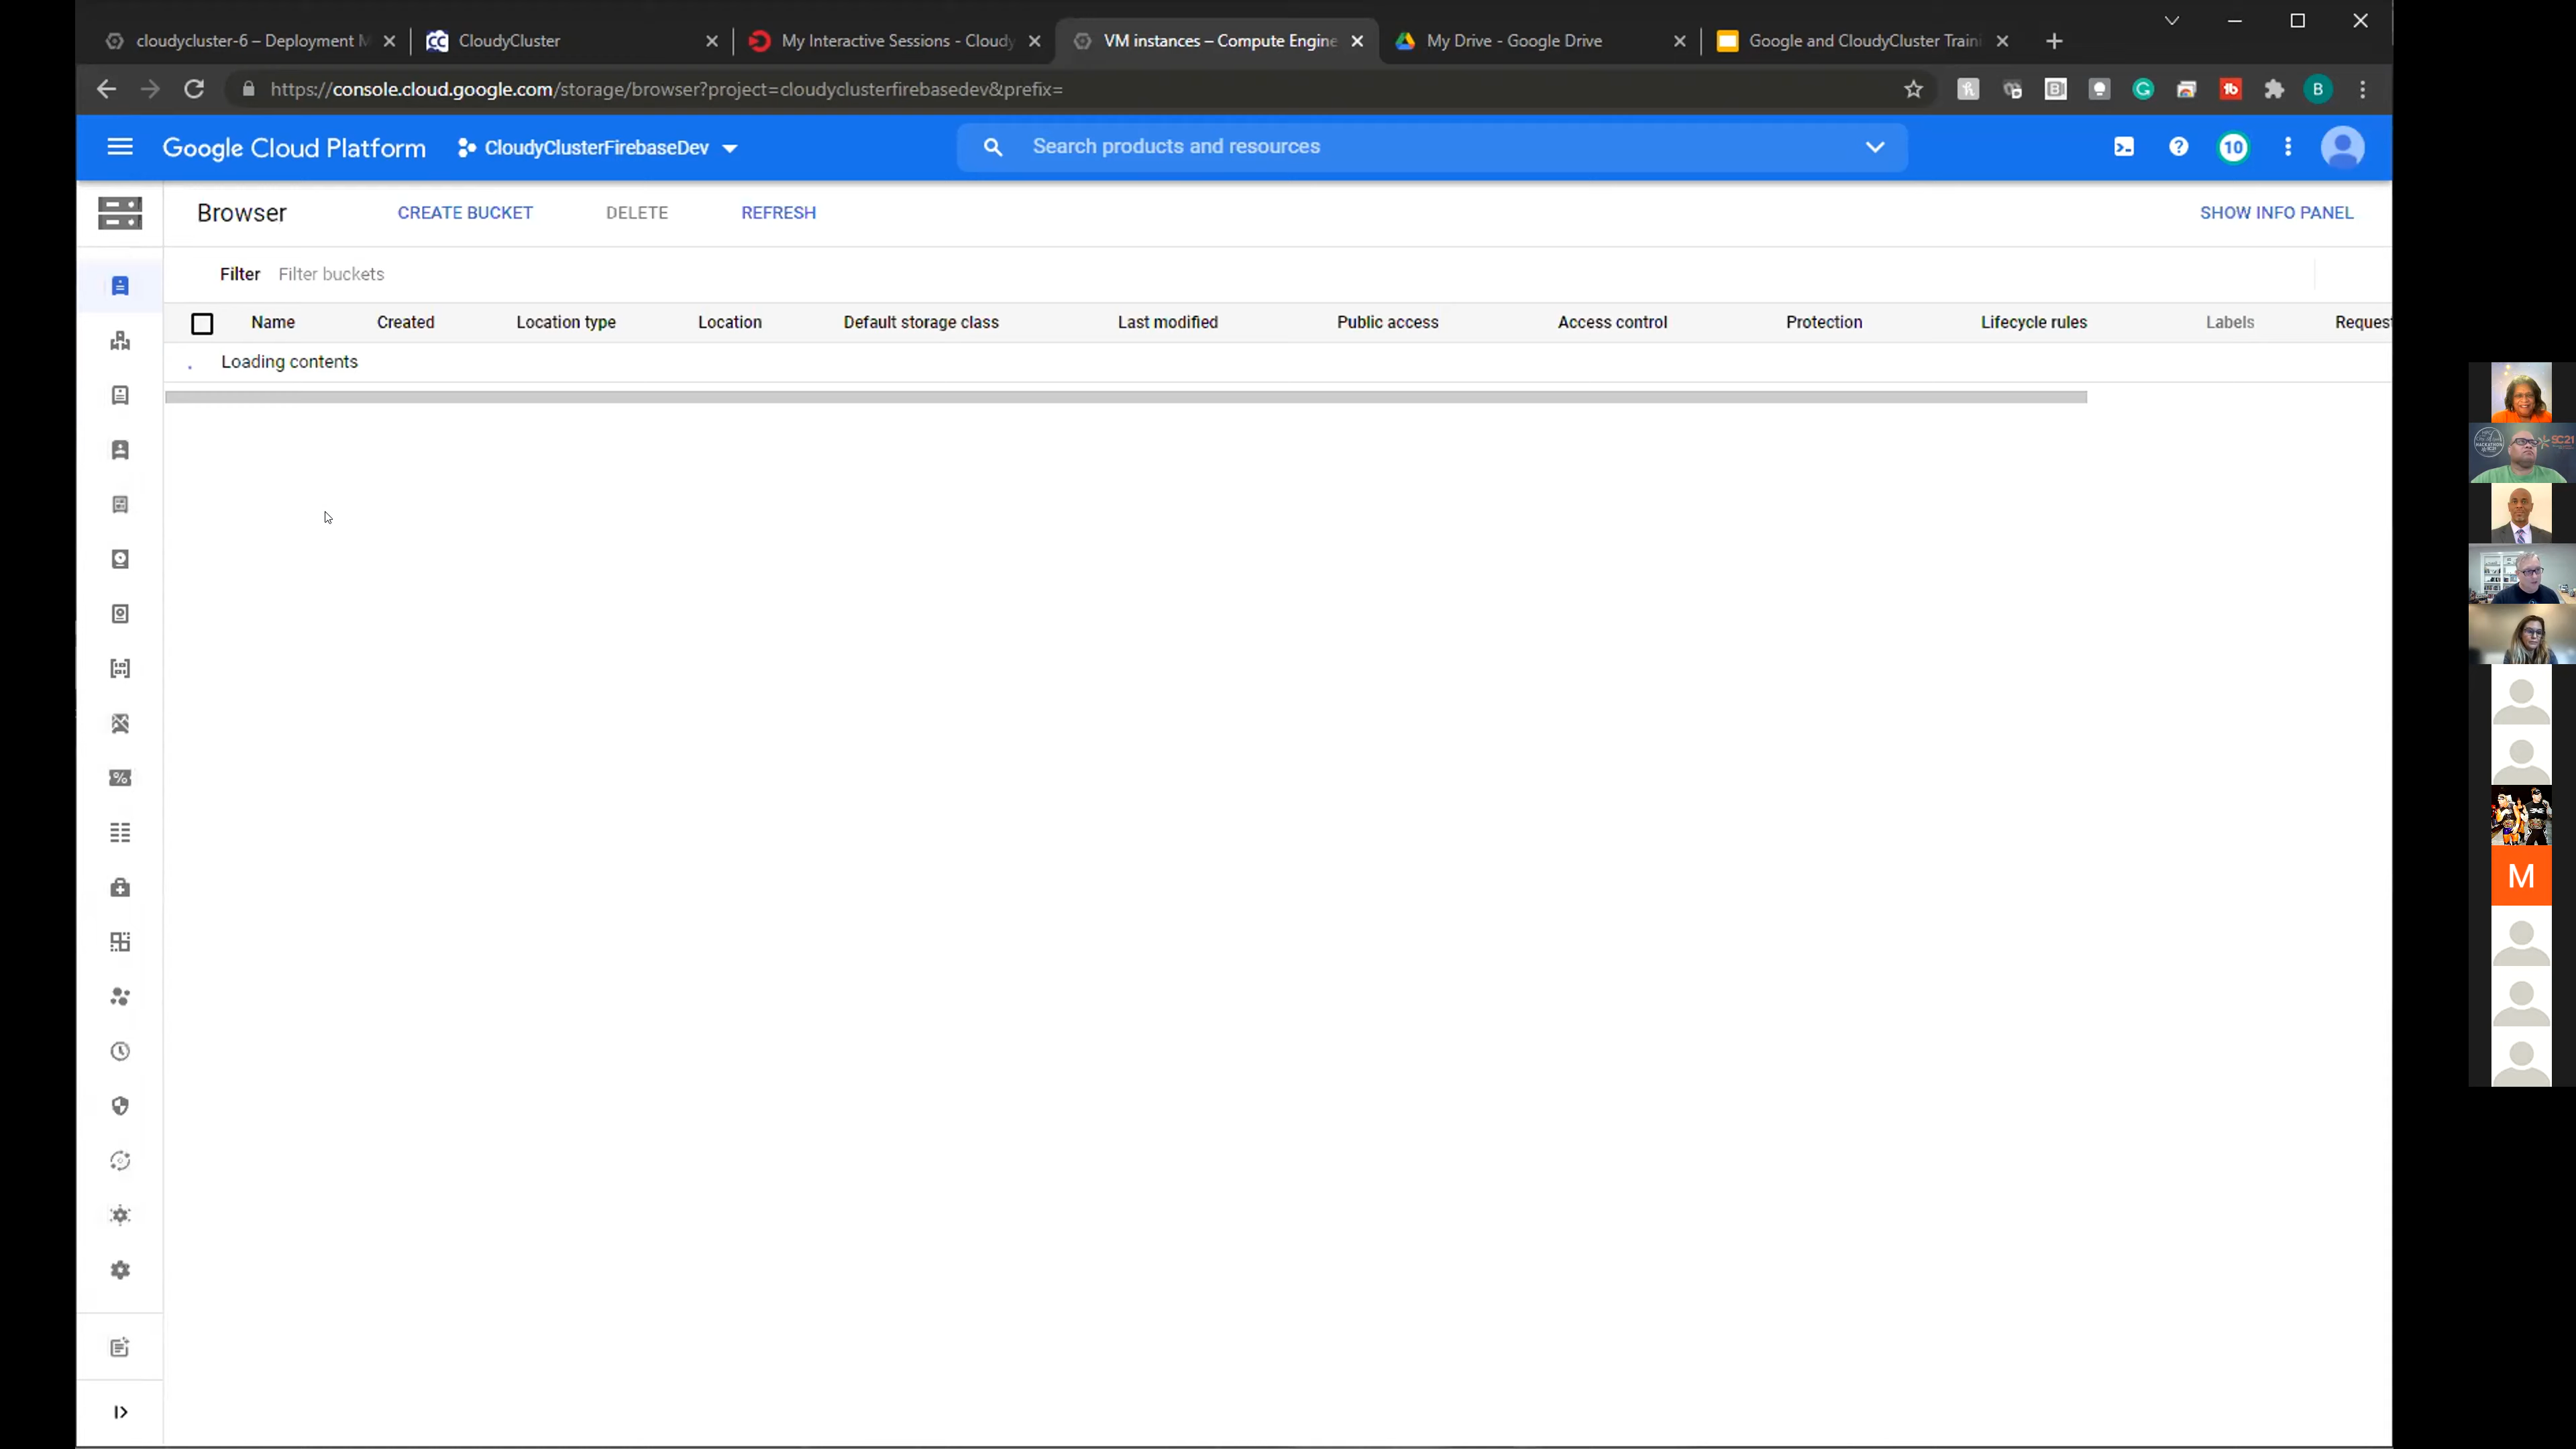 cloudycluster-6 – Deployment M
CloudyCluster
My Interactive Sessions - Cloudy
VM instances – Compute Engine
My Drive - Google Drive
Google and CloudyCluster Traini
https://console.cloud.google.com/storage/browser?project=cloudyclusterfirebasedev&prefix=
B
Google Cloud Platform
CloudyClusterFirebaseDev
Search products and resources
10
Browser
CREATE BUCKET
DELETE
REFRESH
SHOW INFO PANEL
Filter Filter buckets
Name Created Location type Location Default storage class Last modified Public access Access control Protection Lifecycle rules Labels Request
Loading contents
SC21
M